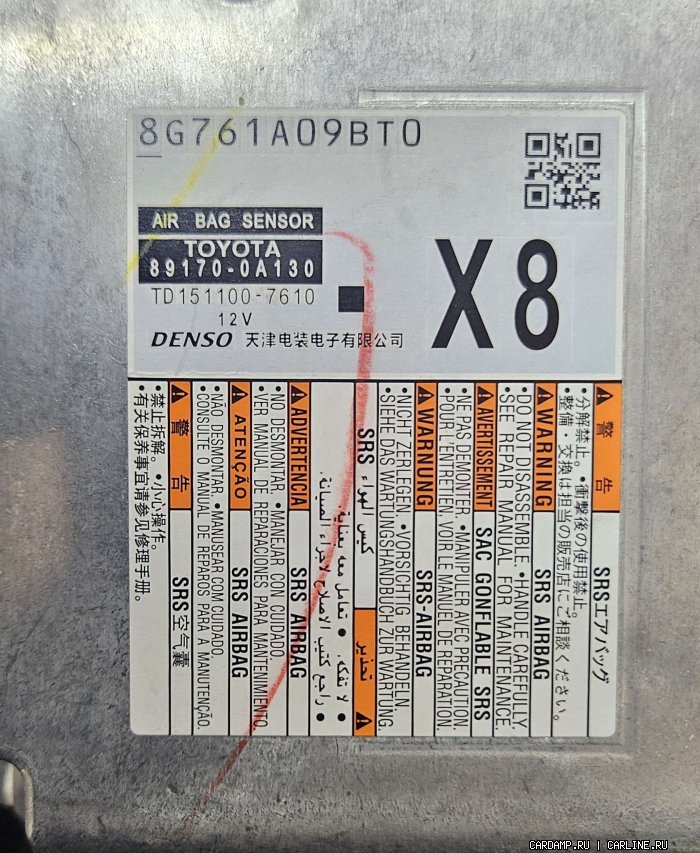 8G761A09BT0
AIR BAG SENSOR
TOYOTA
89170-0A130
TD151100-7610
12V
DENSO 天津电装电子有限公司
X8
警 告 SRSエアバッグ
•分解禁止。•衝撃後の使用禁止。
•整備・交換は担当の販売店にご相談ください。
WARNING SRS AIRBAG
•DO NOT DISASSEMBLE. •HANDLE CAREFULLY.
•SEE REPAIR MANUAL FOR MAINTENANCE.
AVERTISSEMENT SAC GONFLABLE SRS
•NE PAS DEMONTER. •MANIPULER AVEC PRECAUTION.
•POUR L'ENTRETIEN, VOIR LE MANUEL DE REPARATION.
WARNUNG SRS-AIRBAG
•NICHT ZERLEGEN. •VORSICHTIG BEHANDELN.
•SIEHE DAS WARTUNGSHANDBUCH ZUR WARTUNG.
تحذير كيس الهواء SRS
• لا تفكه. • تعامل معه بعناية.
• راجع كتيب الاصلاح لاجراء الصيانة
ADVERTENCIA SRS AIRBAG
•NO DESMONTAR. •MANEJAR CON CUIDADO.
•VER MANUAL DE REPARACIONES PARA MANTENIMIENTO.
ATENÇÃO SRS AIRBAG
•NÃO DESMONTAR. •MANUSEAR COM CUIDADO.
•CONSULTE O MANUAL DE REPAROS PARA A MANUTENÇÃO.
警 告 SRS空气囊
•禁止拆解。•小心操作。
•有关保养事宜请参见修理手册。
CARDAMP.RU | CARLINE.RU